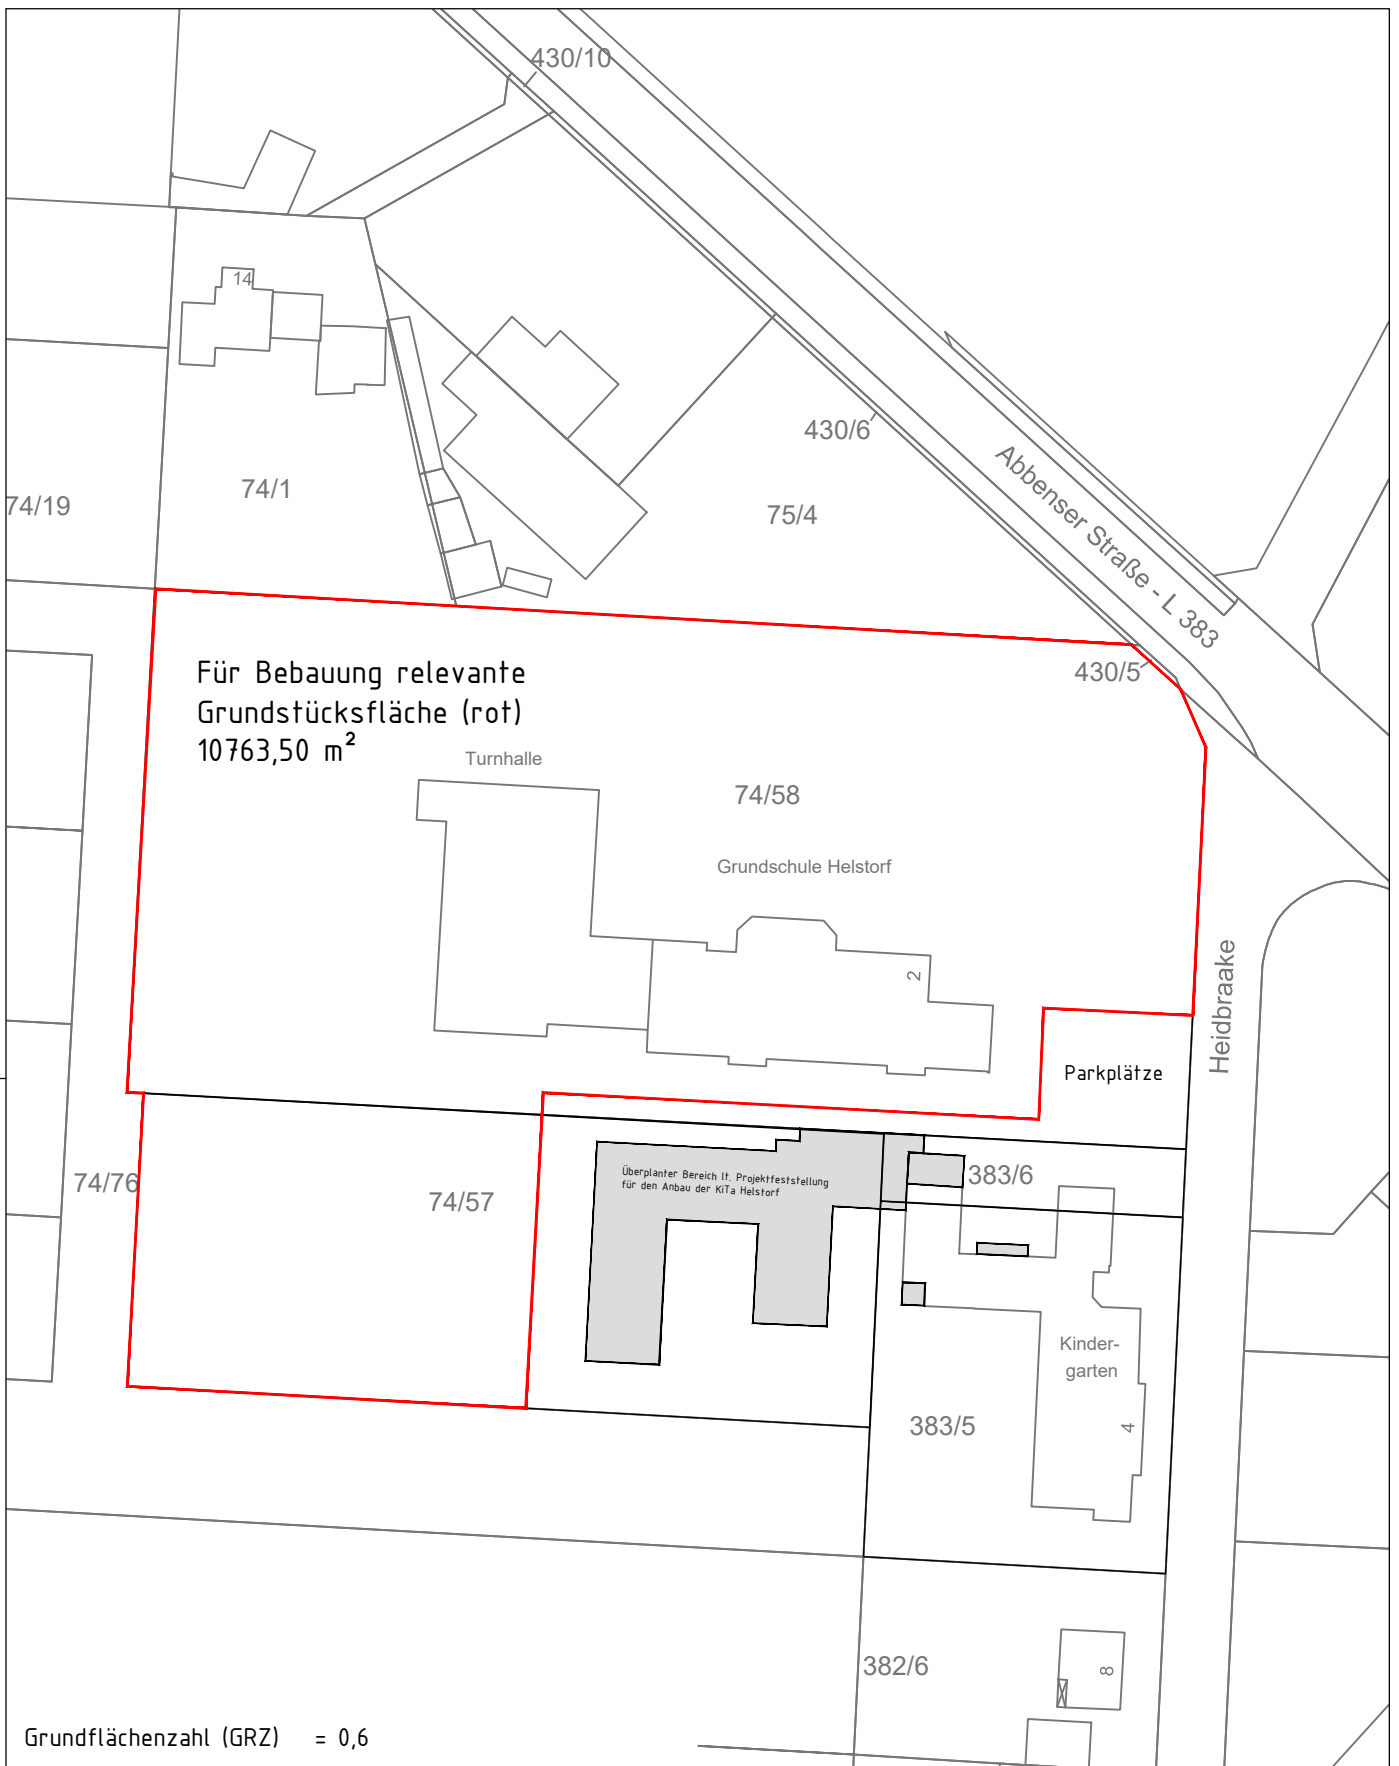 430/10
14
430/6
74/1
74/19
75/4
Abbenser Straße - L 383
430/5
Für Bebauung relevante
Grundstücksfläche (rot)
10763,50 m²
Turnhalle
74/58
Grundschule Helstorf
2
Heidbraake
Parkplätze
74/76
74/57
Überplanter Bereich lt. Projektfeststellung
für den Anbau der KiTa Helstorf
383/6
Kinder-
garten
383/5
4
382/6
8
Grundflächenzahl (GRZ) = 0,6